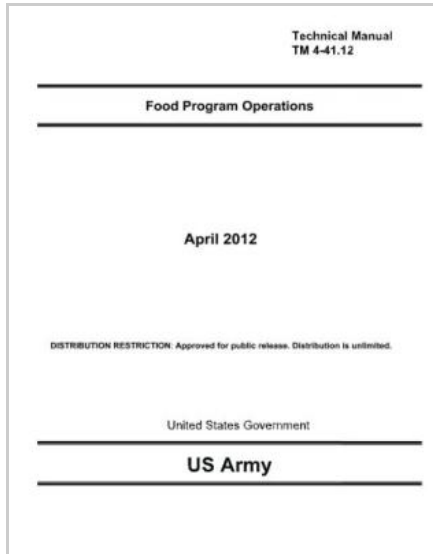 Technical Manual
TM 4-41.12
Food Program Operations
April 2012
DISTRIBUTION RESTRICTION: Approved for public release. Distribution is unlimited.
United States Government
US Army